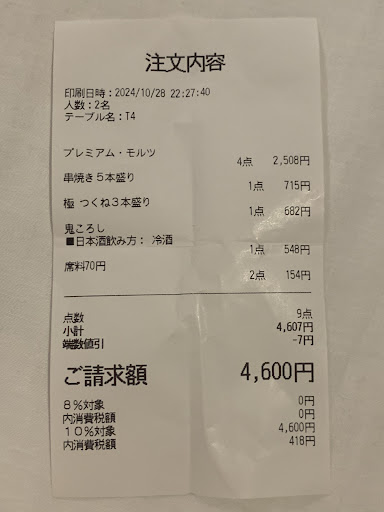 注文内容
印刷日時：2024/10/28 22:27:40
人数：2名
テーブル名：T4
プレミアム・モルツ
4点 2,508円
串焼き５本盛り
1点 715円
極 つくね３本盛り
1点 682円
鬼ころし
■日本酒飲み方： 冷酒
1点 548円
席料70円
2点 154円
点数 9点
小計 4,607円
端数値引 -7円
ご請求額 4,600円
８％対象 0円
内消費税額 0円
１０％対象 4,600円
内消費税額 418円